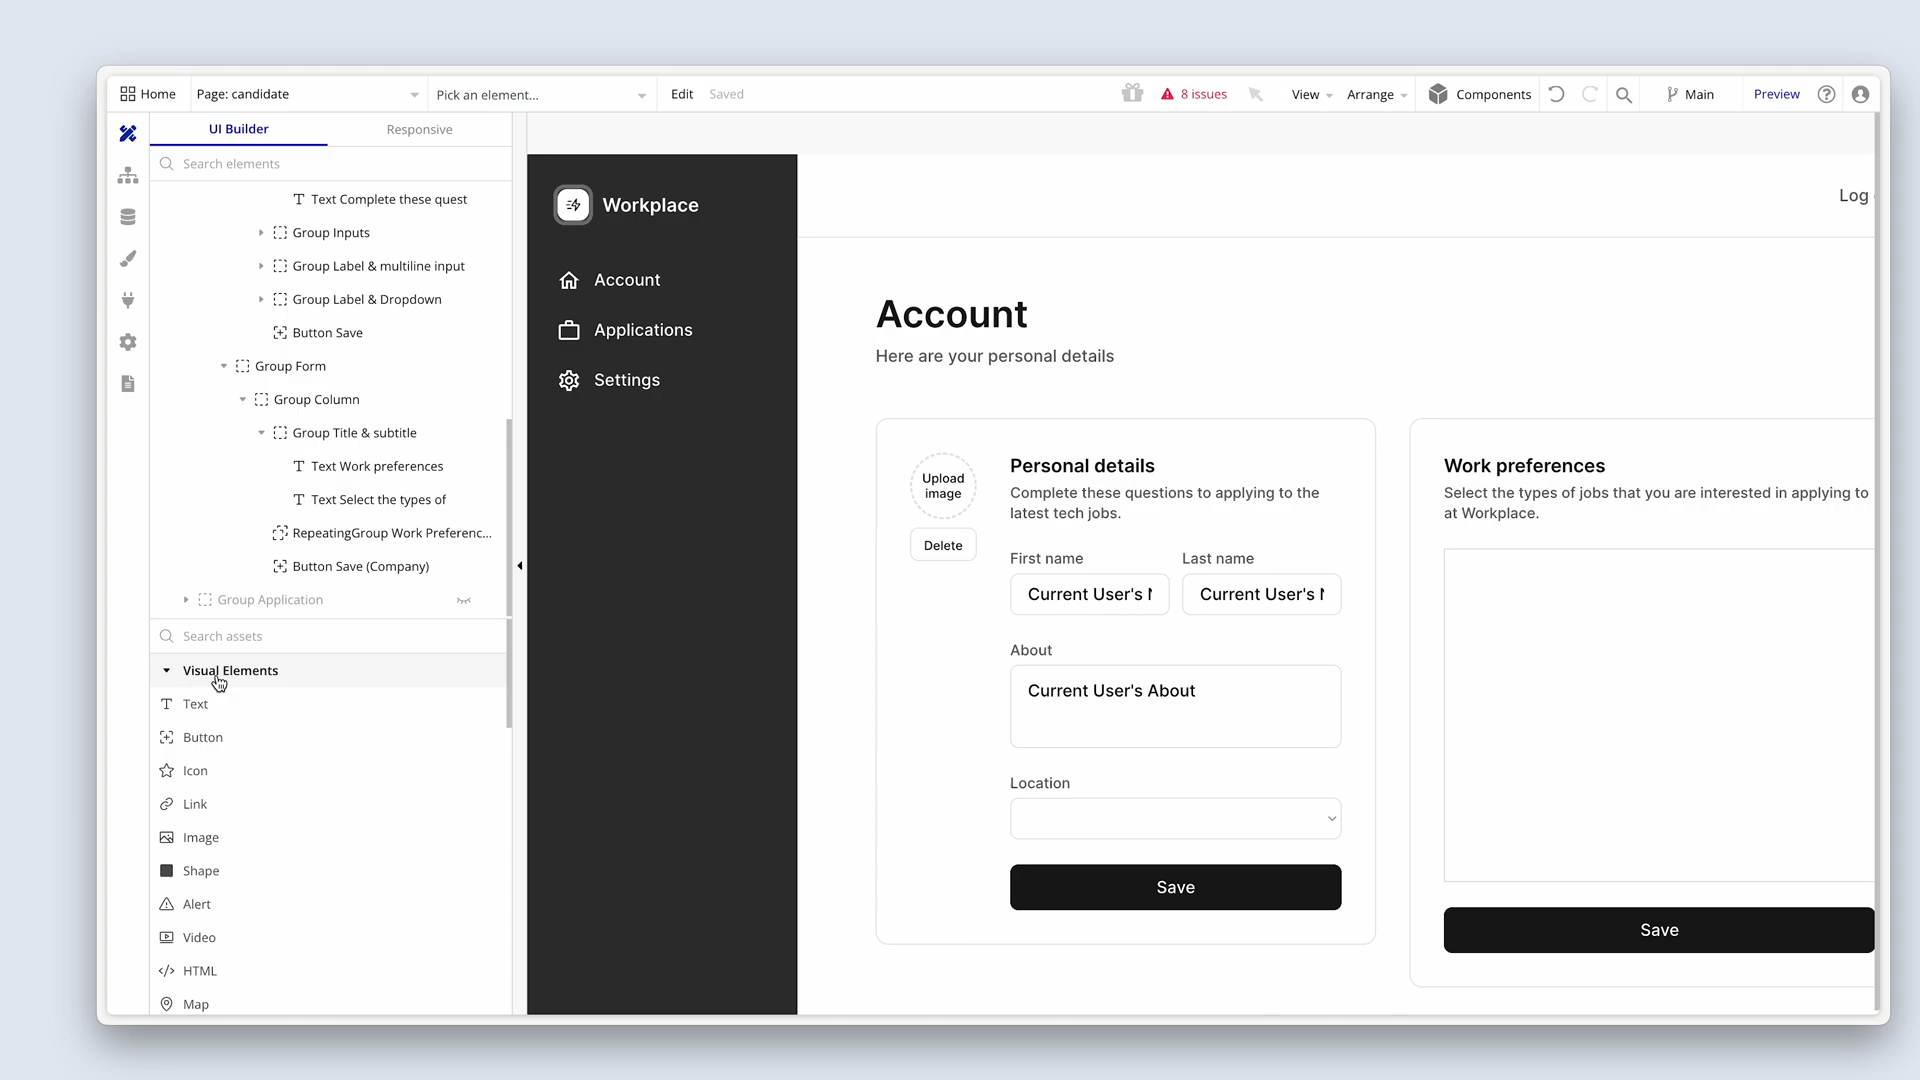 Home
Page: candidate
Pick an element...
Edit
Saved
8 issues
View
Arrange
Components
Main
Preview
UI Builder
Responsive
Search elements
Text Complete these quest
Group Inputs
Group Label & multiline input
Group Label & Dropdown
Button Save
Group Form
Group Column
Group Title & subtitle
Text Work preferences
Text Select the types of
RepeatingGroup Work Preferenc...
Button Save (Company)
Group Application
Search assets
Visual Elements
Text
Button
Icon
Link
Image
Shape
Alert
Video
HTML
Map
Workplace
Account
Applications
Settings
Log
Account
Here are your personal details
Upload
image
Delete
Personal details
Complete these questions to applying to the
latest tech jobs.
First name
Last name
Current User's
Current User's
About
Current User's About
Location
Save
Work preferences
Select the types of jobs that you are interested in applying to
at Workplace.
Save